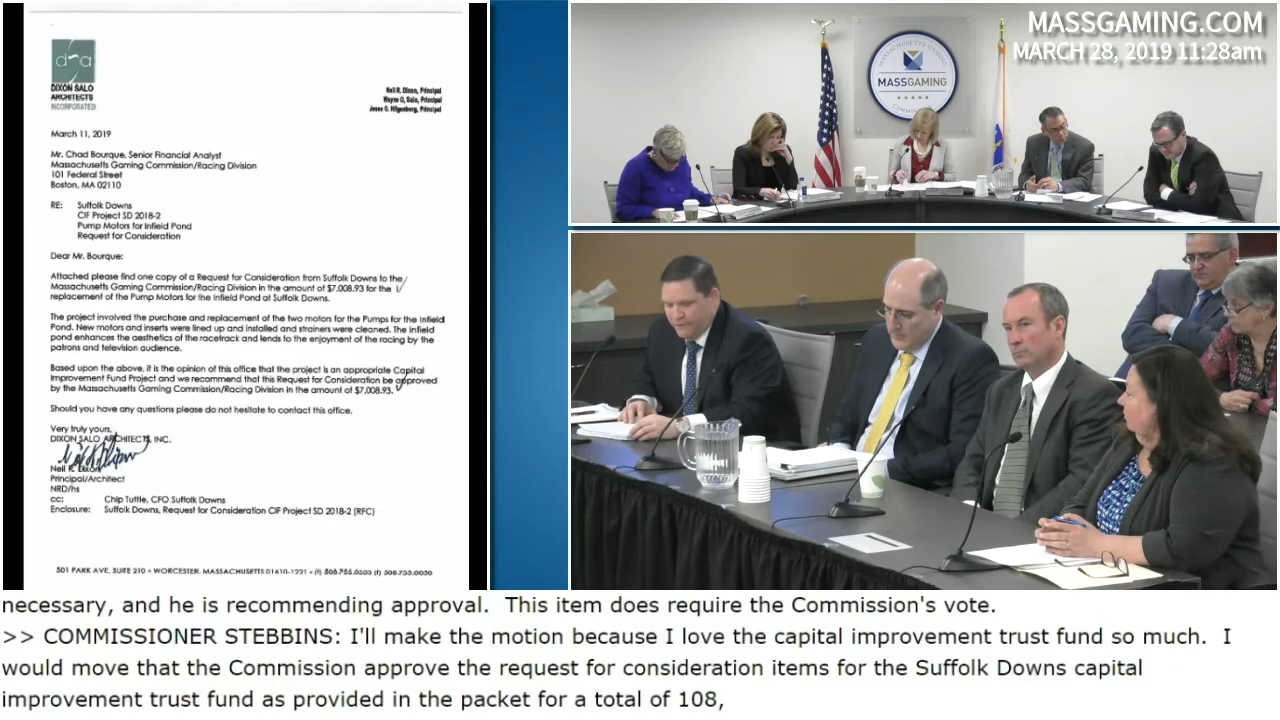 dsa
DIXON SALO
ARCHITECTS
INCORPORATED
Neil R. Dixon, Principal
Wayne O. Salo, Principal
Jesse G. Hilgenberg, Principal
March 11, 2019
Mr. Chad Bourque, Senior Financial Analyst
Massachusetts Gaming Commission/Racing Division
101 Federal Street
Boston, MA 02110
RE: Suffolk Downs
CIF Project SD 2018-2
Pump Motors for Infield Pond
Request for Consideration
Dear Mr. Bourque:
Attached please find one copy of a Request for Consideration from Suffolk Downs to the
Massachusetts Gaming Commission/Racing Division in the amount of $7,008.93 for the
replacement of the Pump Motors for the Infield Pond at Suffolk Downs.
The project involved the purchase and replacement of the two motors for the Pumps for the Infield
Pond. New motors and inserts were lined up and installed and strainers were cleaned. The infield
pond enhances the aesthetics of the racetrack and lends to the enjoyment of the racing by the
patrons and television audience.
Based upon the above, it is the opinion of this office that the project is an appropriate Capital
Improvement Fund Project and we recommend that this Request for Consideration be approved
by the Massachusetts Gaming Commission/Racing Division in the amount of $7,008.93.
Should you have any questions please do not hesitate to contact this office.
Very truly yours,
DIXON SALO ARCHITECTS, INC.
Neil R. Dixon
Principal/Architect
NRD/hs
cc: Chip Tuttle, CFO Suffolk Downs
Enclosure: Suffolk Downs, Request for Consideration CIF Project SD 2018-2 (RFC)
501 PARK AVE, SUITE 210 • WORCESTER, MASSACHUSETTS
MASSGAMING.COM
MARCH 28, 2019 11:28am
MASSACHUSETTS GAMING
MASSGAMING
COMMISSION
necessary, and he is recommending approval. This item does require the Commission's vote.
>> COMMISSIONER STEBBINS: I'll make the motion because I love the capital improvement trust fund so much. I
would move that the Commission approve the request for consideration items for the Suffolk Downs capital
improvement trust fund as provided in the packet for a total of 108,